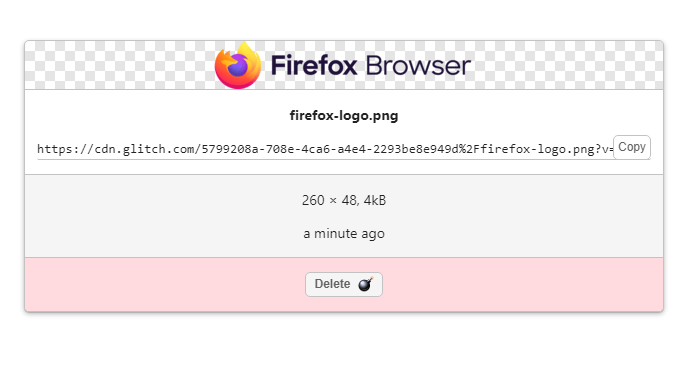 Firefox Browser
firefox-logo.png
https://cdn.glitch.com/5799208a-708e-4ca6-a4e4-2293be8e949d%2Ffirefox-logo.png?v=
Copy
260 × 48, 4kB
a minute ago
Delete